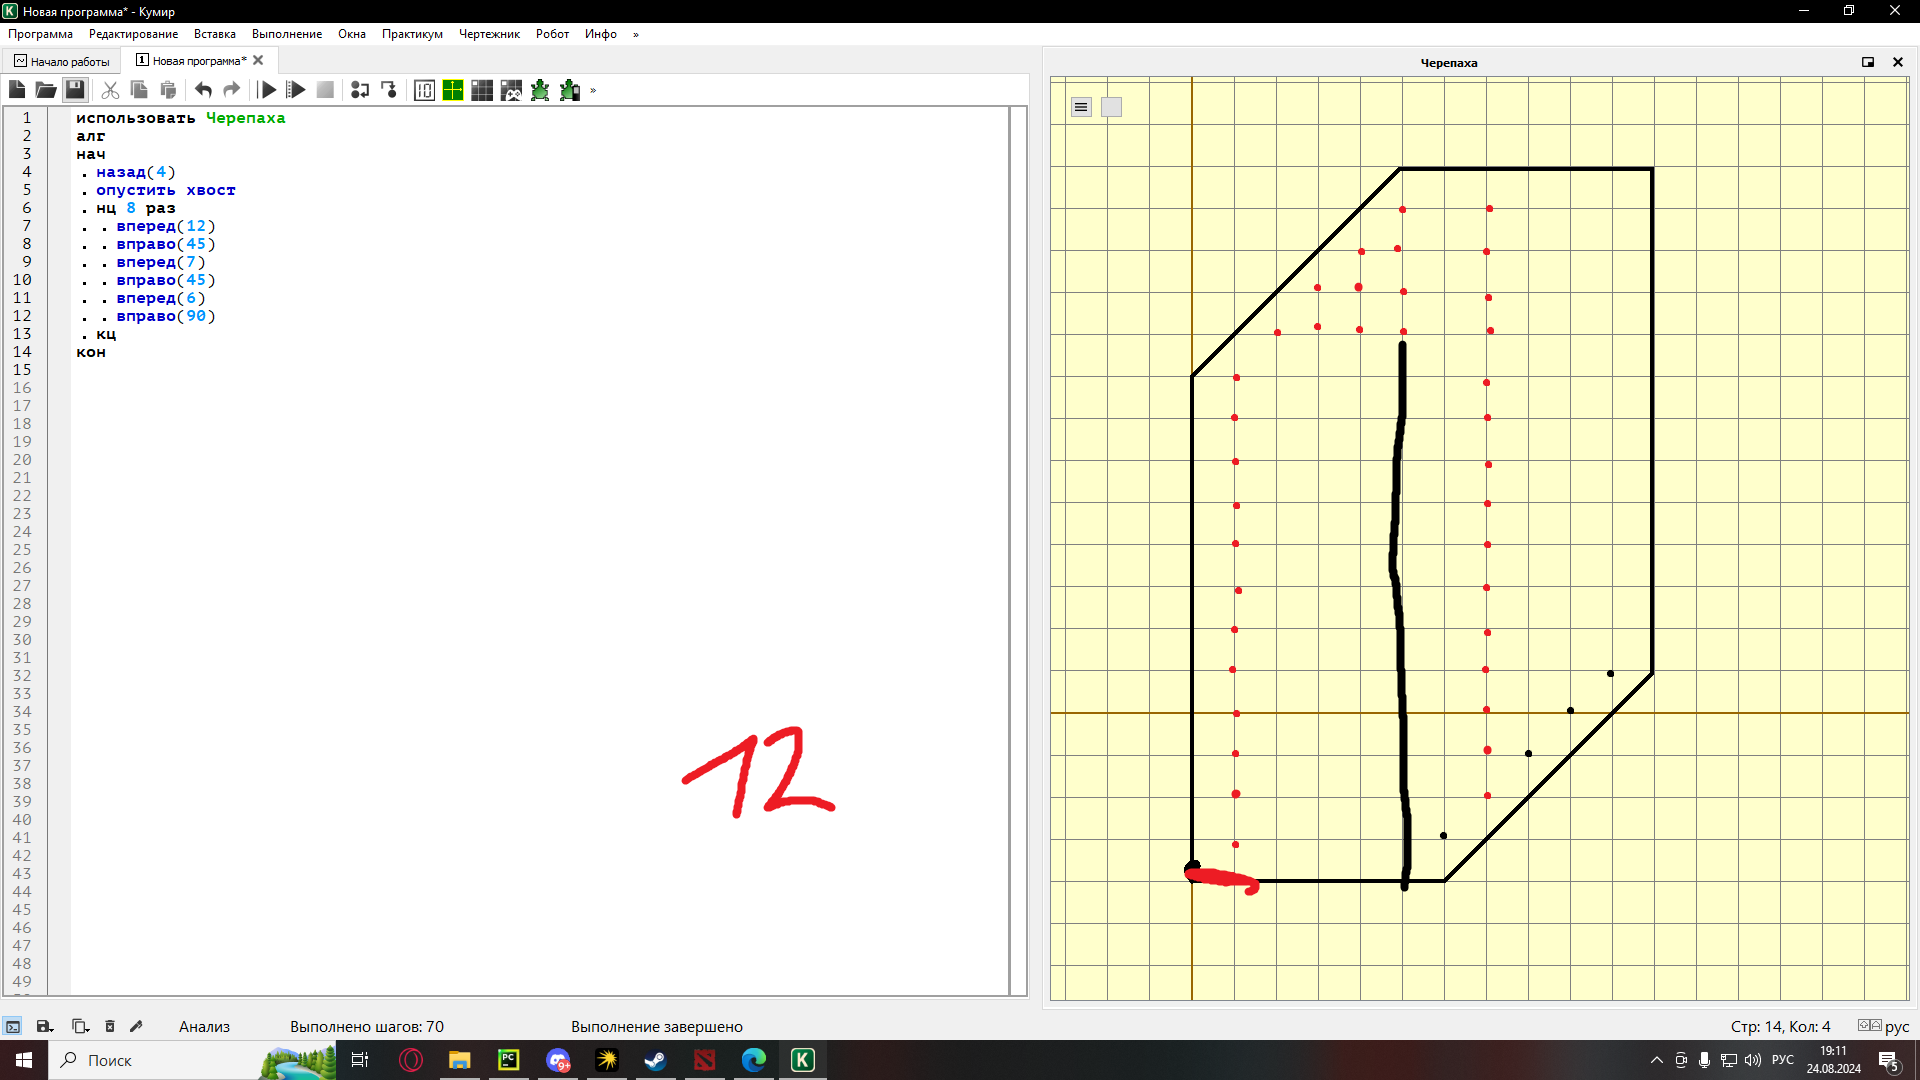 Новая программа* - Кумир
Программа Редактирование Вставка Выполнение Окна Практикум Чертежник Робот Инфо »
Начало работы
1 Новая программа*
Черепаха
»
1 использовать Черепаха
2 алг
3 нач
4 . назад(4)
5 . опустить хвост
6 . нц 8 раз
7 . . вперед(12)
8 . . вправо(45)
9 . . вперед(7)
10 . . вправо(45)
11 . . вперед(6)
12 . . вправо(90)
13 . кц
14 кон
15
16
17
18
19
20
21
22
23
24
25
26
27
28
29
30
31
32
33
34
35
36
37
38
39
40
41
42
43
44
45
46
47
48
49
12
Анализ Выполнено шагов: 70 Выполнение завершено Стр: 14, Кол: 4 рус
Поиск
PC
9+
K
РУС
19:11
24.08.2024
5